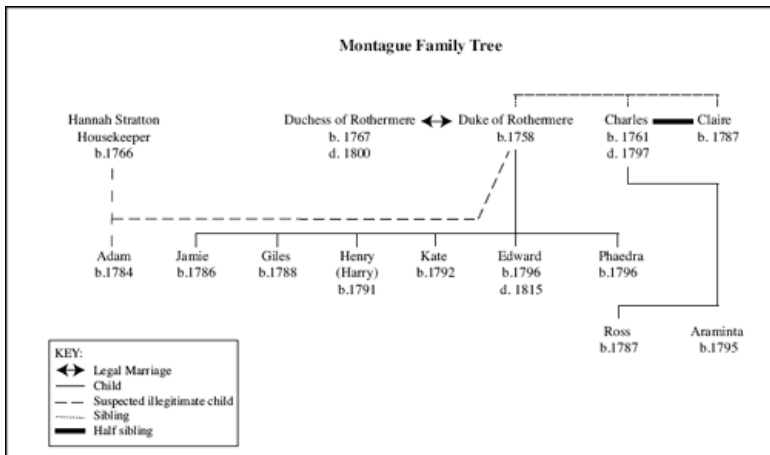 Montague Family Tree
Hannah Stratton
Housekeeper
b.1766
Duchess of Rothermere
b. 1767
d. 1800
Duke of Rothermere
b.1758
Charles
b. 1761
d. 1797
Claire
b. 1787
Adam
b.1784
Jamie
b.1786
Giles
b.1788
Henry
(Harry)
b.1791
Kate
b.1792
Edward
b.1796
d. 1815
Phaedra
b.1796
Ross
b.1787
Araminta
b.1795
KEY:
Legal Marriage
Child
Suspected illegitimate child
Sibling
Half sibling